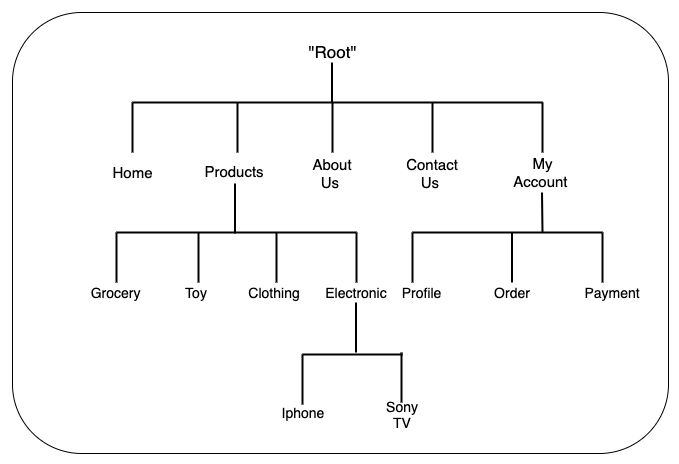 "Root"
Home
Products
About
Us
Contact
Us
My
Account
Grocery
Toy
Clothing
Electronic
Profile
Order
Payment
Iphone
Sony
TV